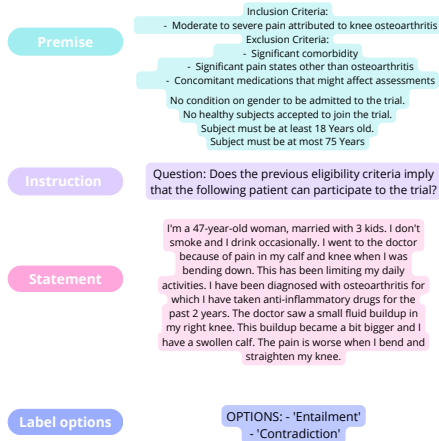 Premise
Inclusion Criteria:
- Moderate to severe pain attributed to knee osteoarthritis
Exclusion Criteria:
- Significant comorbidity
- Significant pain states other than osteoarthritis
- Concomitant medications that might affect assessments
No condition on gender to be admitted to the trial.
No healthy subjects accepted to join the trial.
Subject must be at least 18 Years old.
Subject must be at most 75 Years
Instruction
Question: Does the previous eligibility criteria imply
that the following patient can participate to the trial?
Statement
I'm a 47-year-old woman, married with 3 kids. I don't
smoke and I drink occasionally. I went to the doctor
because of pain in my calf and knee when I was
bending down. This has been limiting my daily
activities. I have been diagnosed with osteoarthritis for
which I have taken anti-inflammatory drugs for the
past 2 years. The doctor saw a small fluid buildup in
my right knee. This buildup became a bit bigger and I
have a swollen calf. The pain is worse when I bend and
straighten my knee.
Label options
OPTIONS: - 'Entailment'
- 'Contradiction'